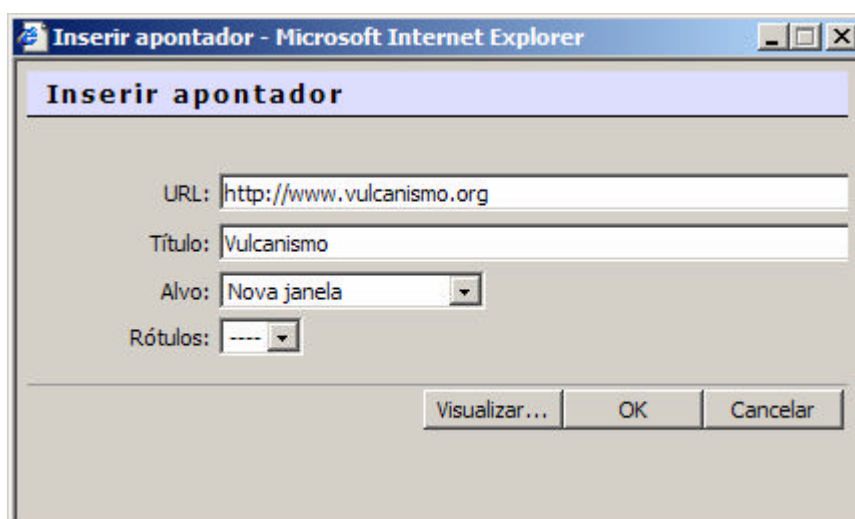 Inserir apontador - Microsoft Internet Explorer
Inserir apontador
URL: http://www.vulcanismo.org
Título: Vulcanismo
Alvo: Nova janela
Rótulos: ----
Visualizar... OK Cancelar